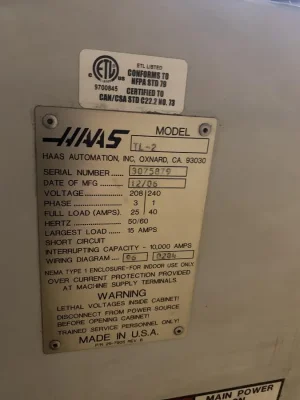 ETL LISTED
CONFORMS TO
NFPA STD 79
9700845
CERTIFIED TO
CAN/CSA STD C22.2 NO. 73
HAAS
MODEL
TL-2
HAAS AUTOMATION, INC, OXNARD, CA. 93030
SERIAL NUMBER 3075879
DATE OF MFG 12/06
VOLTAGE 208 240
PHASE 3 1
FULL LOAD (AMPS) 25 40
HERTZ 50/60
LARGEST LOAD 15 AMPS
SHORT CIRCUIT
INTERRUPTING CAPACITY - 10,000 AMPS
WIRING DIAGRAM 06 0206
NEMA TYPE 1 ENCLOSURE-FOR INDOOR USE ONLY
OVER CURRENT PROTECTION PROVIDED
AT MACHINE SUPPLY TERMINALS.
WARNING
LETHAL VOLTAGES INSIDE CABINET!
DISCONNECT FROM POWER SOURCE
BEFORE OPENING CABINET!
TRAINED SERVICE PERSONNEL ONLY!
MADE IN U.S.A.
MAIN POWER